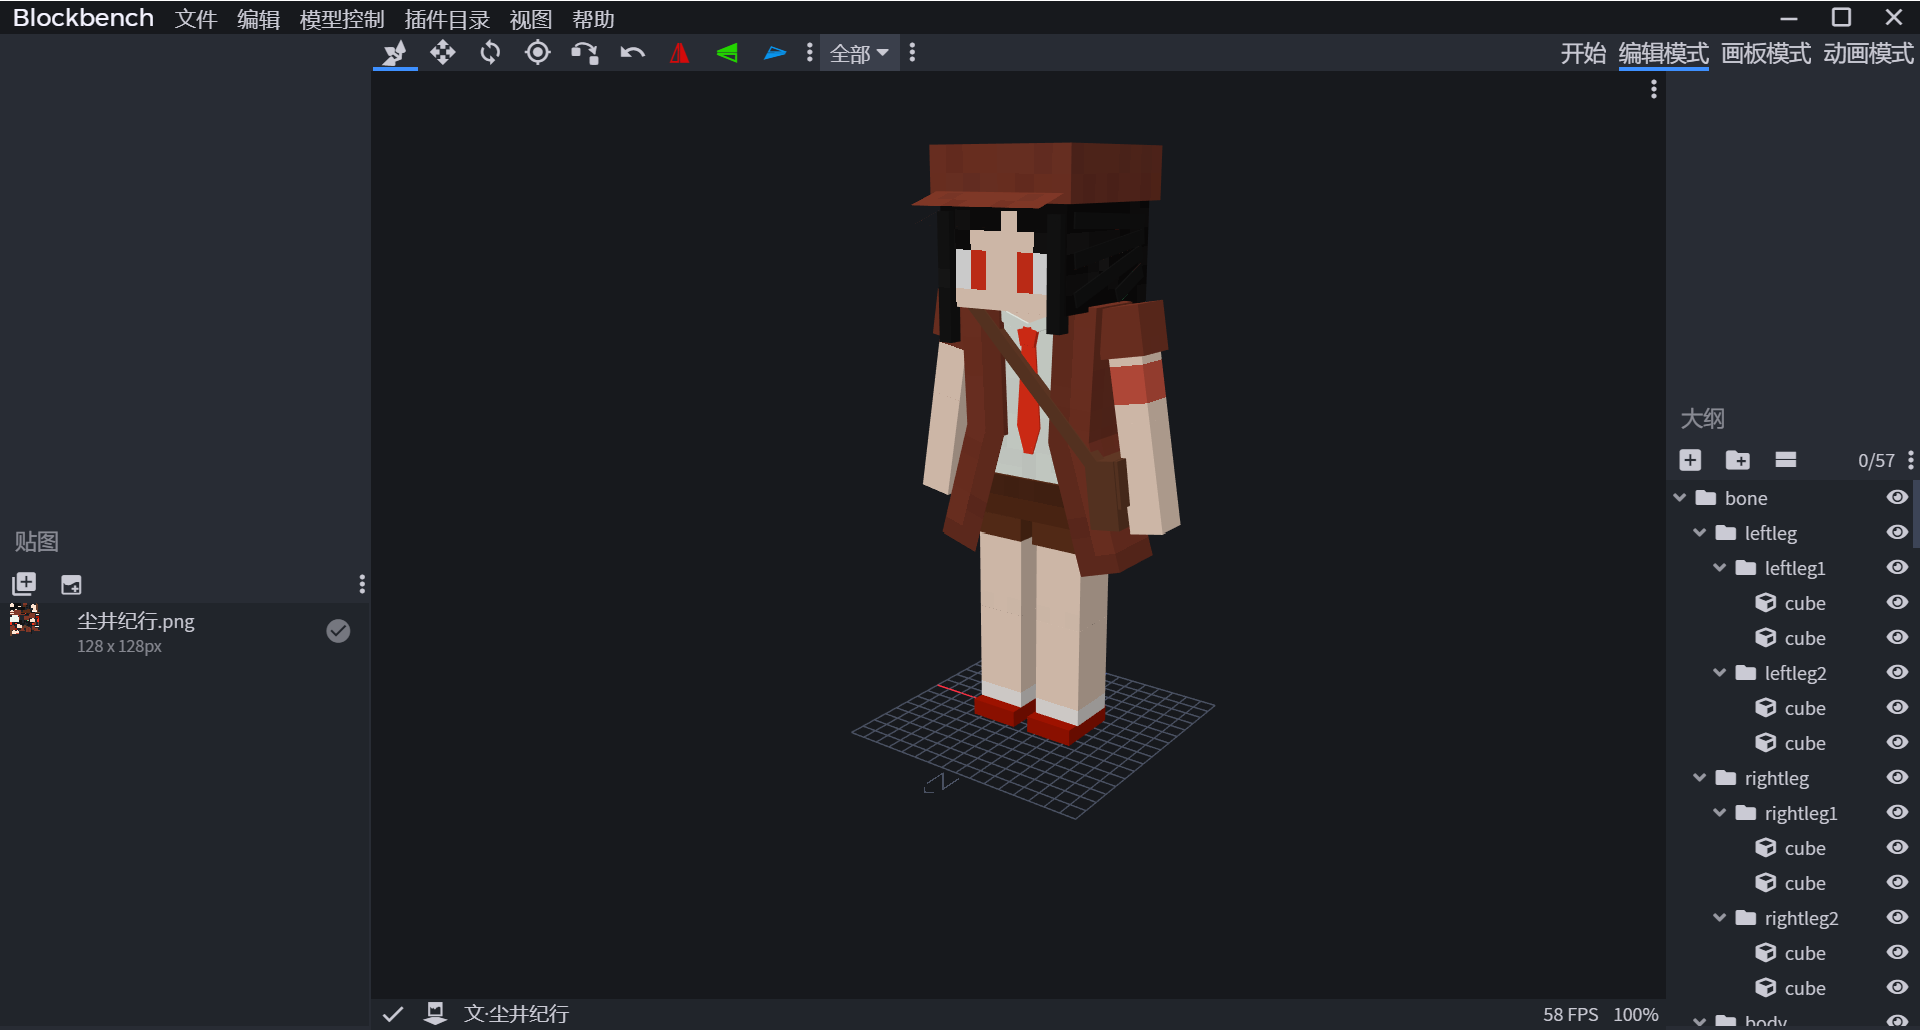 Blockbench 文件 编辑 模型控制 插件目录 视图 帮助
全部
开始 编辑模式 画板模式 动画模式
贴图
尘井纪行.png
128 x 128px
大纲
0/57
bone
leftleg
leftleg1
cube
cube
leftleg2
cube
cube
rightleg
rightleg1
cube
cube
rightleg2
cube
cube
body
文·尘井纪行
58 FPS 100%